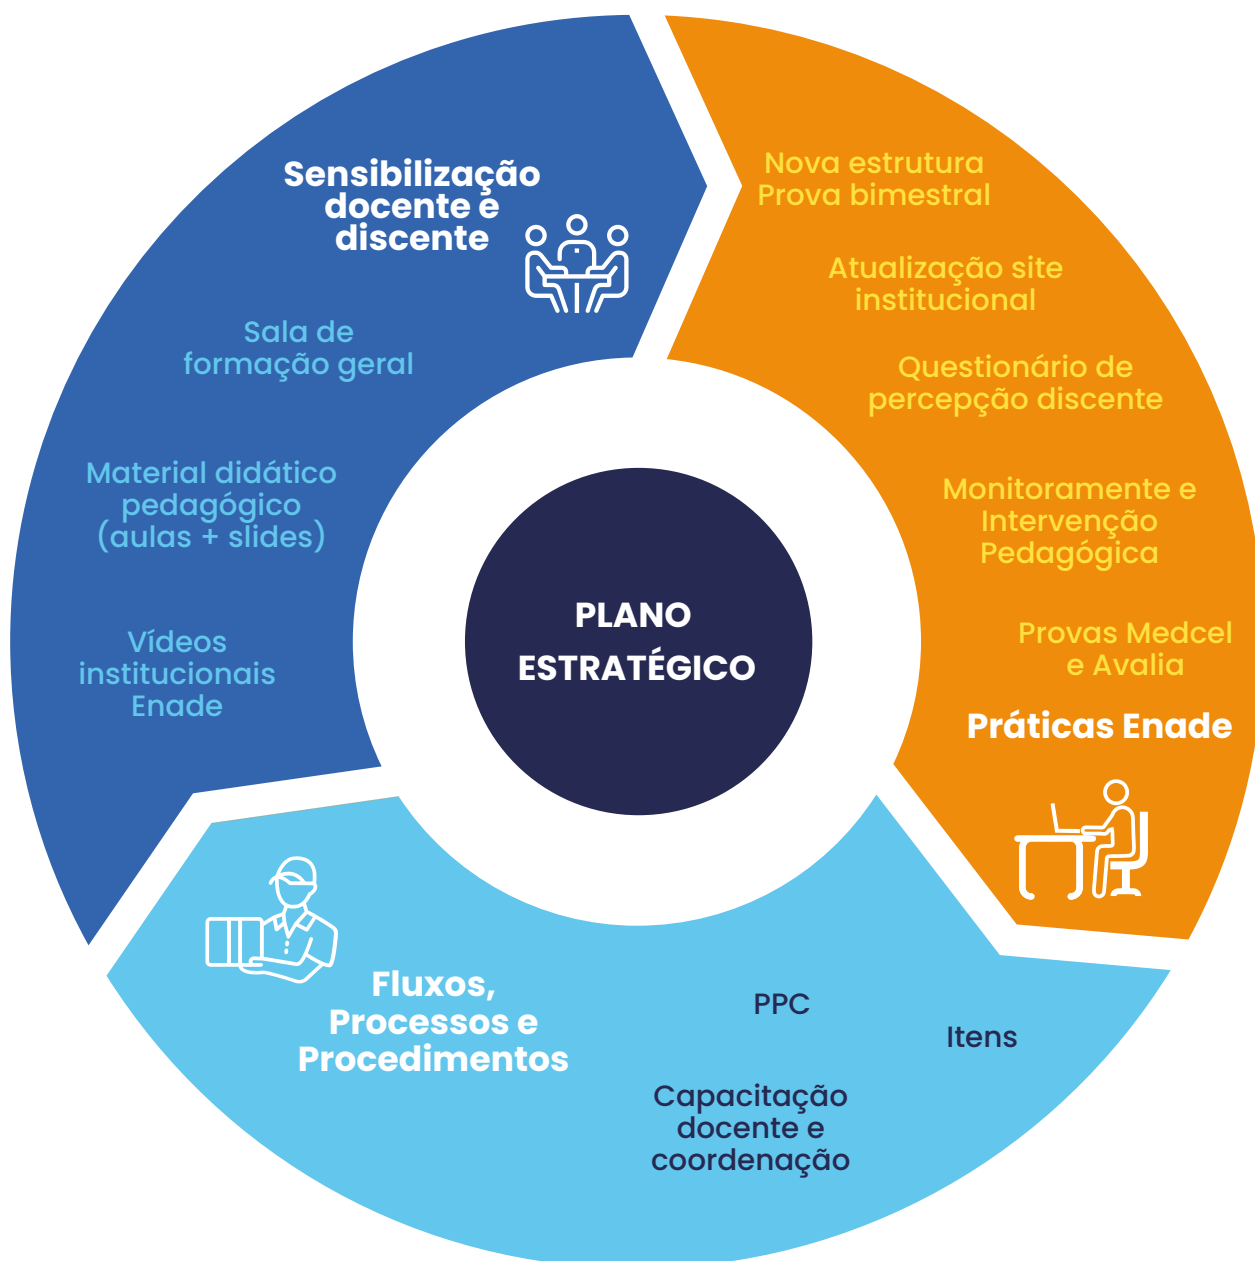 Sensibilização
docente e
discente
Sala de
formação geral
Material didático
pedagógico
(aulas + slides)
Vídeos
institucionais
Enade
Nova estrutura
Prova bimestral
Atualização site
institucional
Questionário de
percepção discente
Monitoramente e
Intervenção
Pedagógica
Provas Medcel
e Avalia
Práticas Enade
PLANO
ESTRATÉGICO
Fluxos,
Processos e
Procedimentos
PPC
Itens
Capacitação
docente e
coordenação